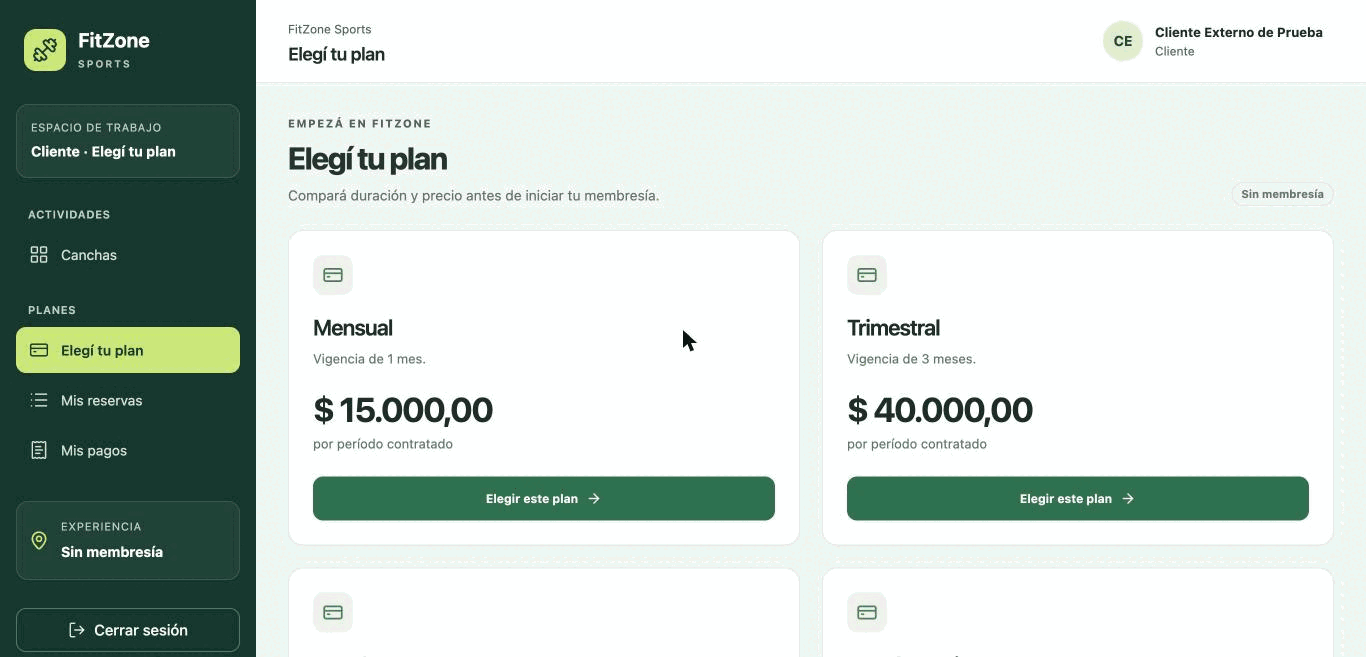 FitZone
SPORTS
ESPACIO DE TRABAJO
Cliente · Elegí tu plan
ACTIVIDADES
Canchas
PLANES
Elegí tu plan
Mis reservas
Mis pagos
EXPERIENCIA
Sin membresía
Cerrar sesión
FitZone Sports
Elegí tu plan
CE
Cliente Externo de Prueba
Cliente
EMPEZÁ EN FITZONE
Elegí tu plan
Compará duración y precio antes de iniciar tu membresía.
Sin membresía
Mensual
Vigencia de 1 mes.
$ 15.000,00
por período contratado
Elegir este plan →
Trimestral
Vigencia de 3 meses.
$ 40.000,00
por período contratado
Elegir este plan →